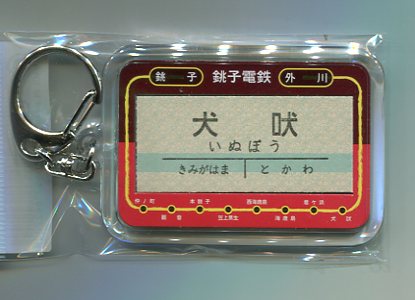 銚子 銚子電鉄 外川
犬吠
いぬぼう
きみがはま とかわ
仲ノ町 本銚子 西海鹿島 君ヶ浜
観音 笠上黒生 海鹿島 犬吠